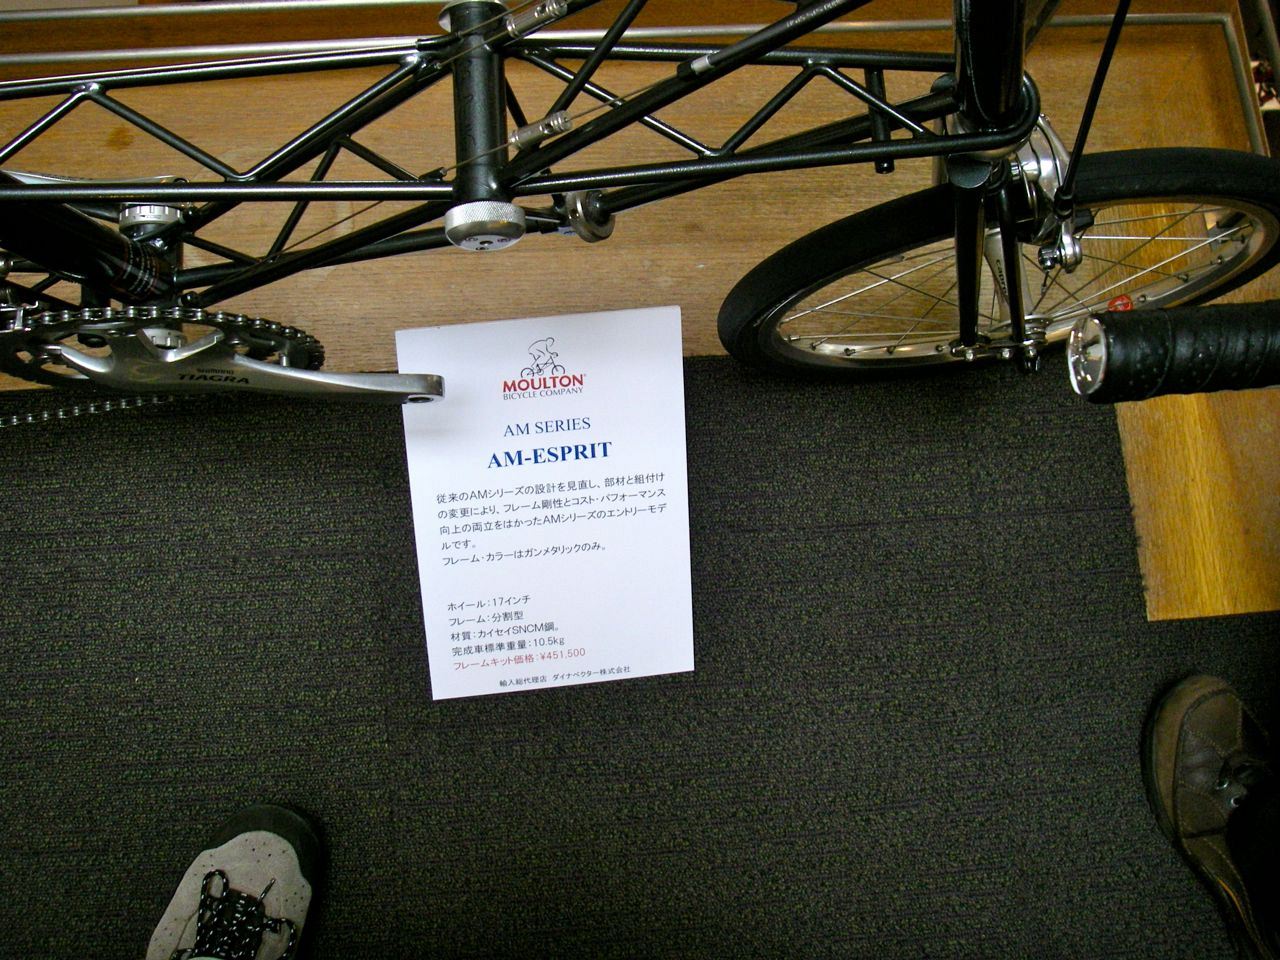 SHIMANO
TIAGRA
MOULTON
BICYCLE COMPANY
AM SERIES
AM-ESPRIT
従来のAMシリーズの設計を見直し、部材と組付け
の変更により、フレーム剛性とコスト・パフォーマンス
向上の両立をはかったAMシリーズのエントリーモデ
ルです。
フレーム・カラーはガンメタリックのみ。
ホイール：17インチ
フレーム：分割型
材質：カイセイSNCM鋼。
完成車標準重量：10.5kg
フレームキット価格：¥451,500
輸入総代理店 ダイナベクター株式会社